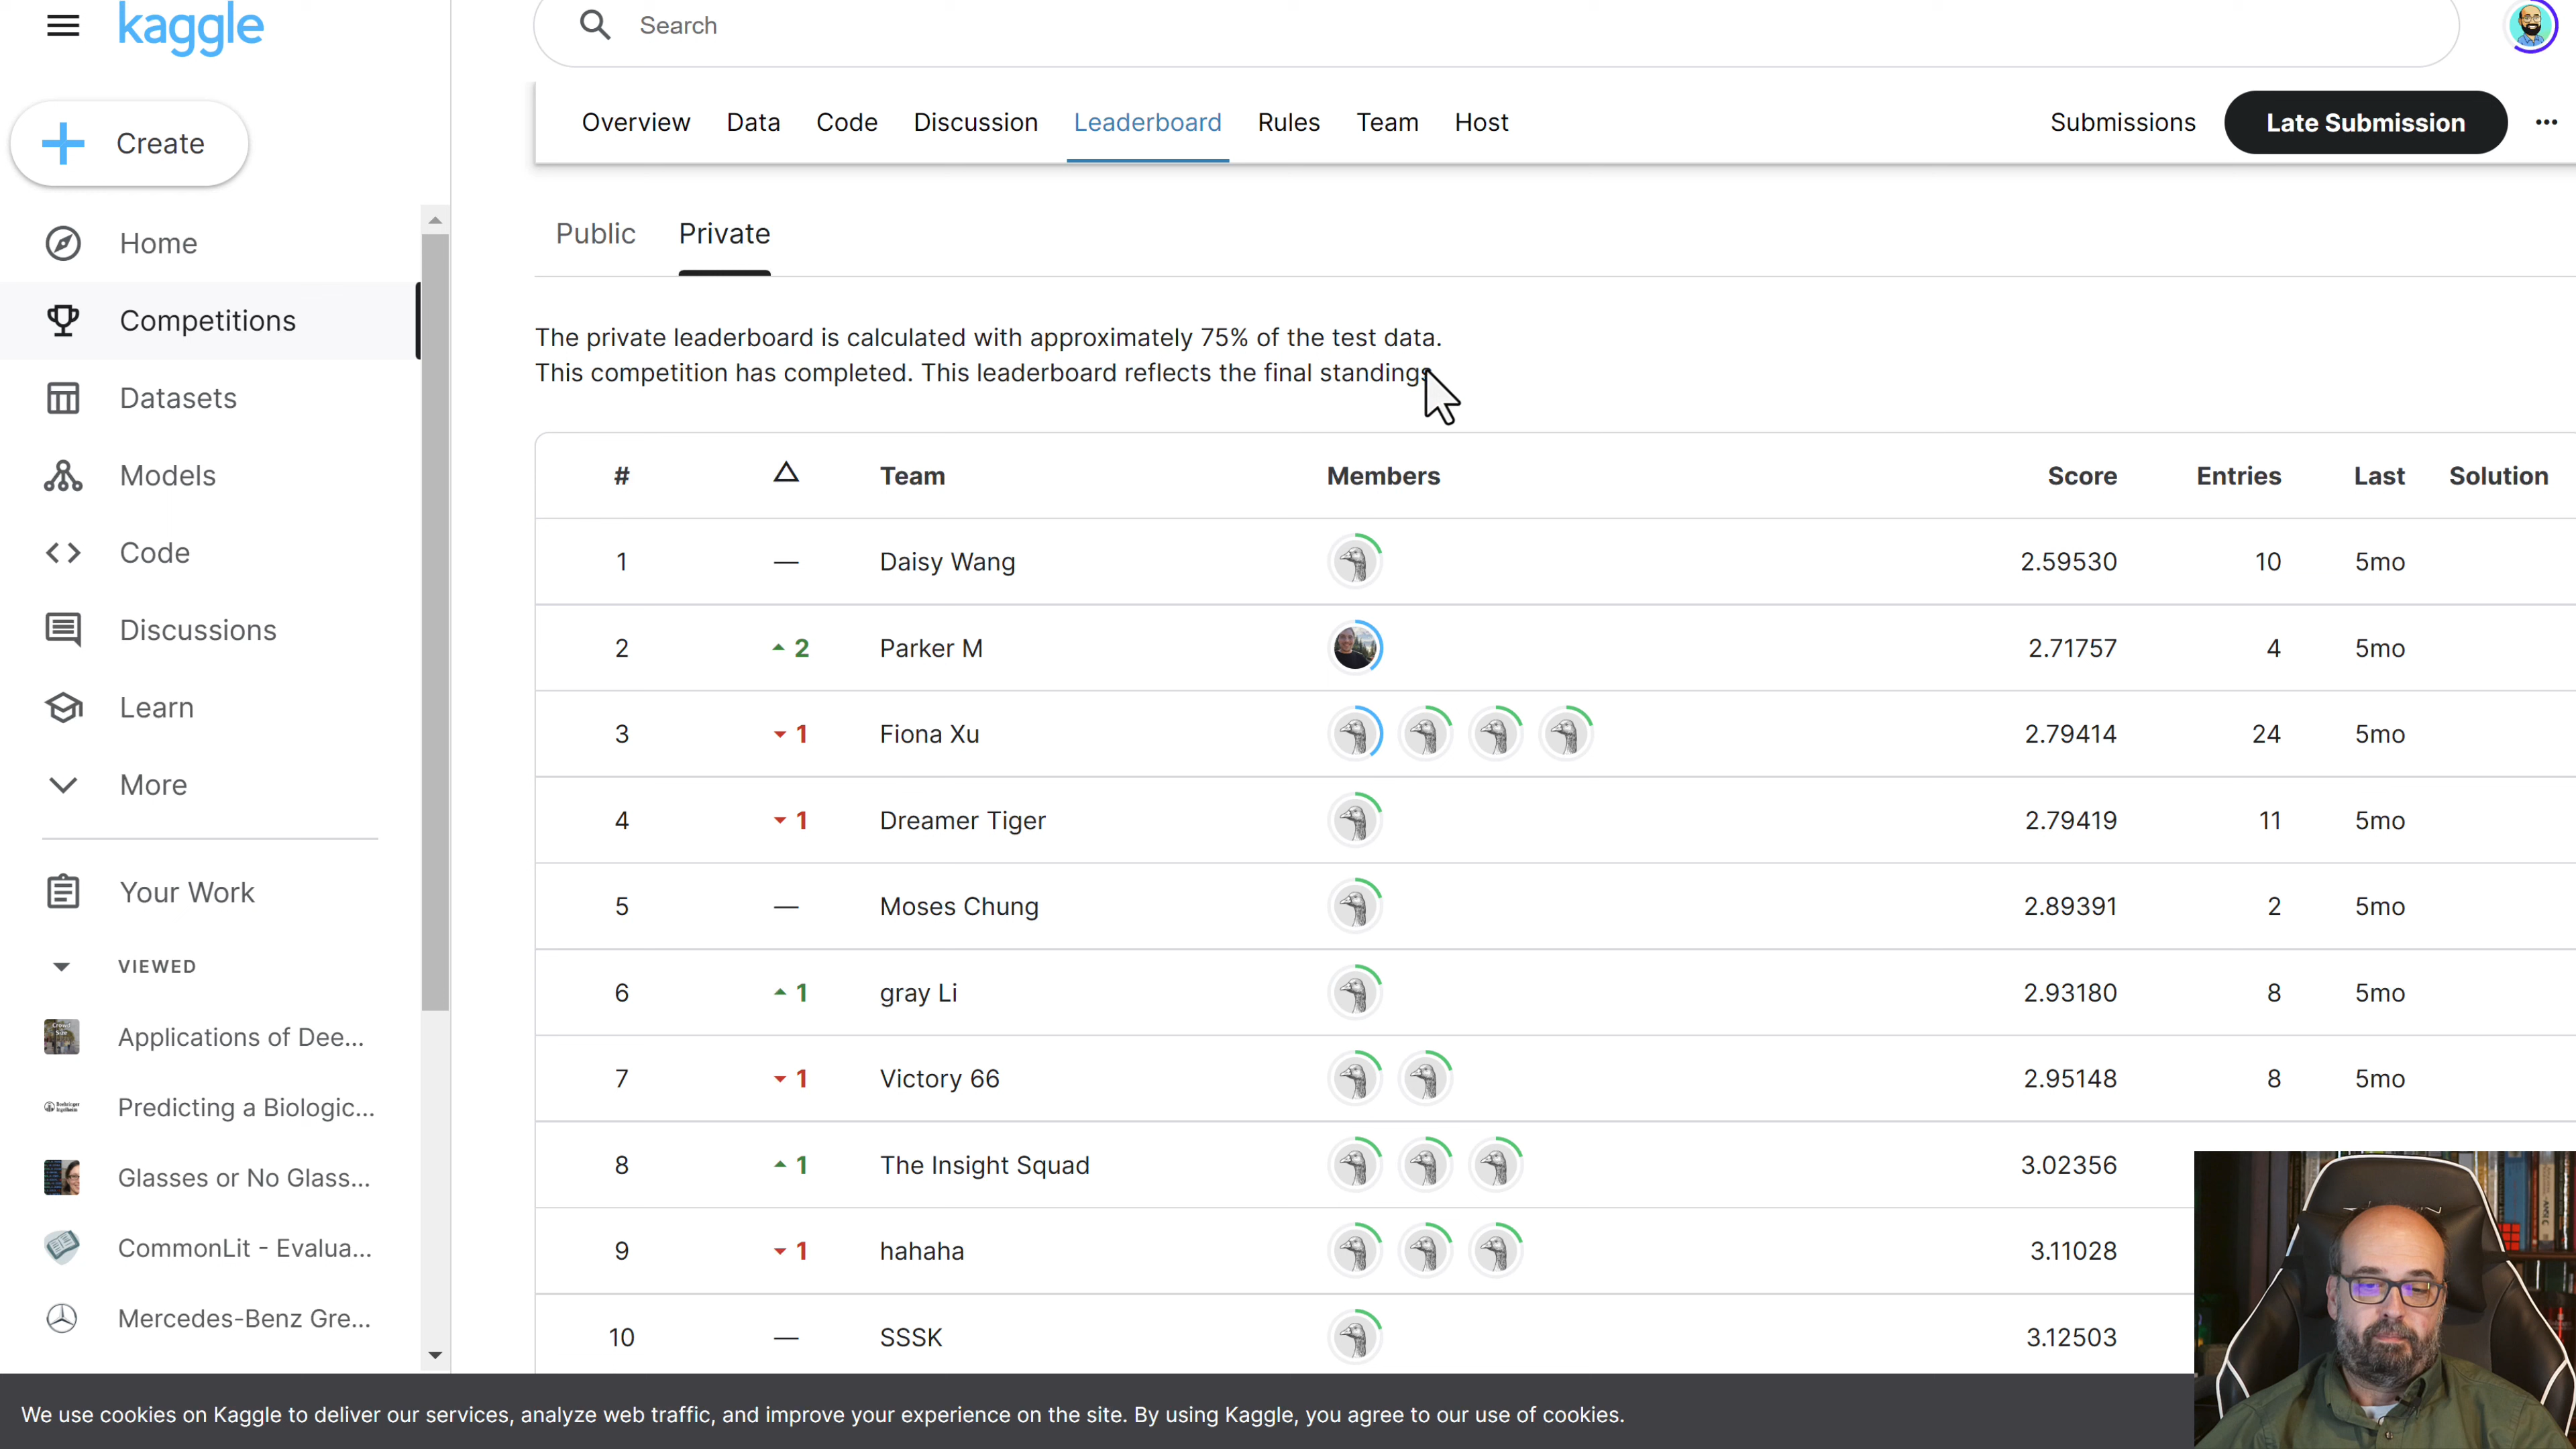 kaggle
Search
Create
Home
Competitions
Datasets
Models
Code
Discussions
Learn
More
Your Work
VIEWED
Applications of Dee...
Predicting a Biologic...
Glasses or No Glass...
CommonLit - Evalua...
Mercedes-Benz Gre...
Overview Data Code Discussion Leaderboard Rules Team Host Submissions Late Submission ...
Public Private
The private leaderboard is calculated with approximately 75% of the test data.
This competition has completed. This leaderboard reflects the final standings
# △ Team Members Score Entries Last Solution
1 — Daisy Wang 2.59530 10 5mo
2 2 Parker M 2.71757 4 5mo
3 1 Fiona Xu 2.79414 24 5mo
4 1 Dreamer Tiger 2.79419 11 5mo
5 — Moses Chung 2.89391 2 5mo
6 1 gray Li 2.93180 8 5mo
7 1 Victory 66 2.95148 8 5mo
8 1 The Insight Squad 3.02356
9 1 hahaha 3.11028
10 — SSSK 3.12503
We use cookies on Kaggle to deliver our services, analyze web traffic, and improve your experience on the site. By using Kaggle, you agree to our use of cookies.